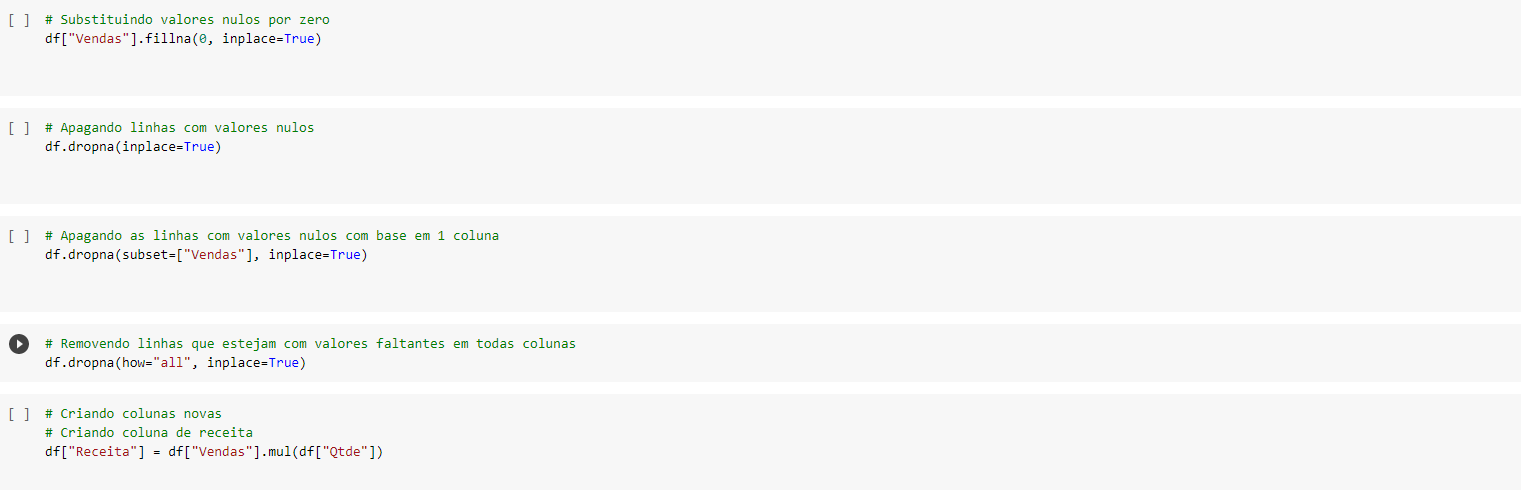 [ ] # Substituindo valores nulos por zero
df["Vendas"].fillna(0, inplace=True)
[ ] # Apagando linhas com valores nulos
df.dropna(inplace=True)
[ ] # Apagando as linhas com valores nulos com base em 1 coluna
df.dropna(subset=["Vendas"], inplace=True)
# Removendo linhas que estejam com valores faltantes em todas colunas
df.dropna(how="all", inplace=True)
[ ] # Criando colunas novas
# Criando coluna de receita
df["Receita"] = df["Vendas"].mul(df["Qtde"])